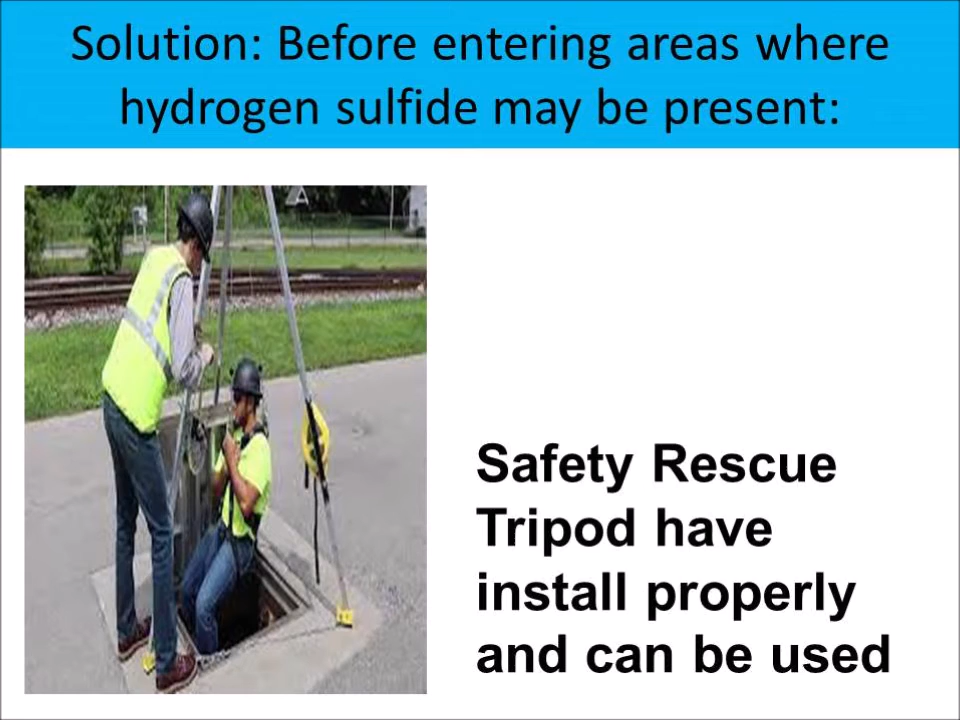 Solution: Before entering areas where
hydrogen sulfide may be present:
Safety Rescue
Tripod have
install properly
and can be used